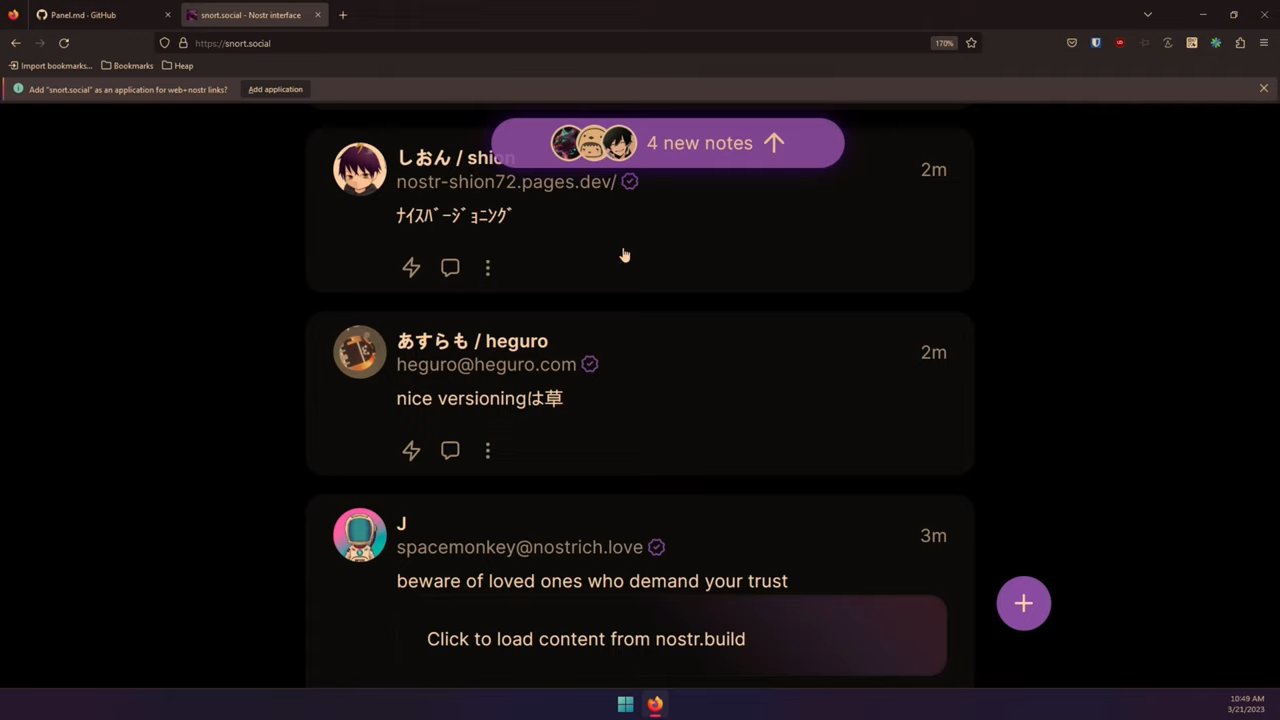 Panel.md · GitHub
snort.social - Nostr interface
https://snort.social
170%
Import bookmarks...
Bookmarks
Heap
Add "snort.social" as an application for web+nostr links?
Add application
4 new notes
しおん / shion
2m
nostr-shion72.pages.dev/
ﾅｲｽﾊﾞｰｼﾞｮﾆﾝｸﾞ
あすらも / heguro
2m
heguro@heguro.com
nice versioningは草
J
3m
spacemonkey@nostrich.love
beware of loved ones who demand your trust
Click to load content from nostr.build
10:49 AM
3/21/2023